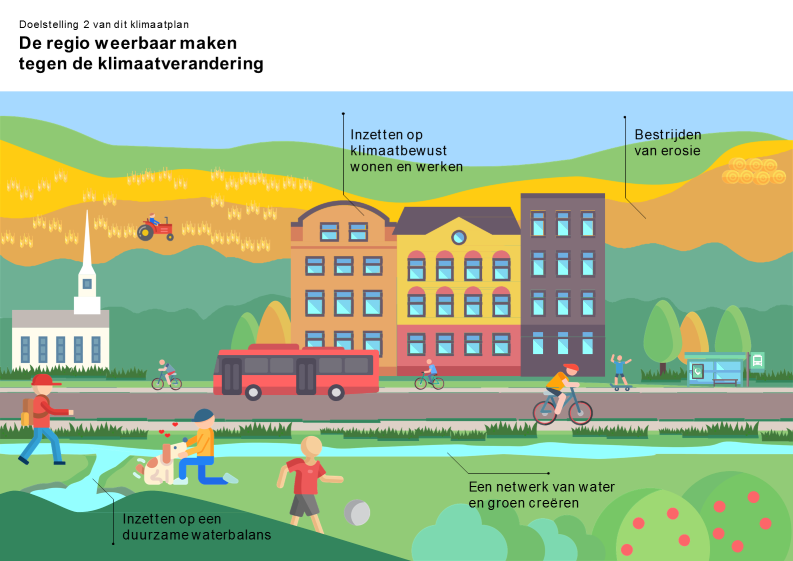 Doelstelling 2 van dit klimaatplan
De regio weerbaar maken
tegen de klimaatverandering
Inzetten op
klimaatbewust
wonen en werken
Bestrijden
van erosie
Een netwerk van water
en groen creëren
Inzetten op een
duurzame waterbalans